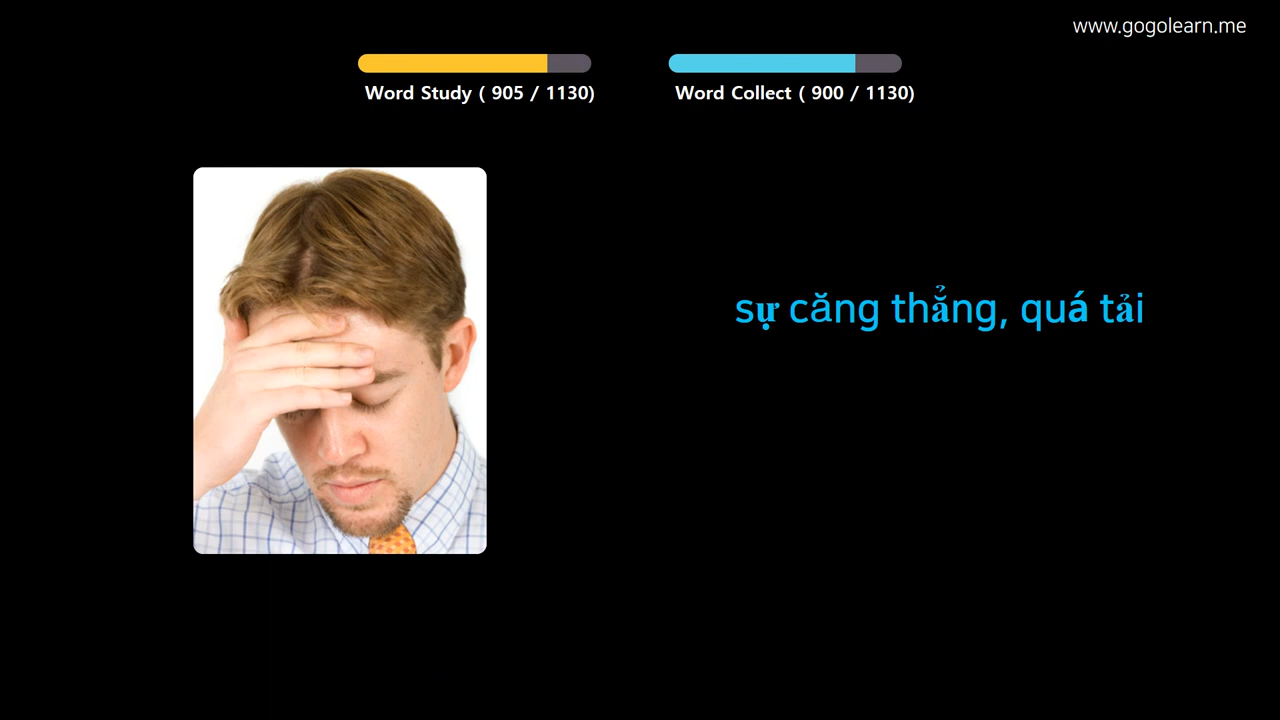 www.gogolearn.me
Word Study ( 905 / 1130)
Word Collect ( 900 / 1130)
sự căng thẳng, quá tải